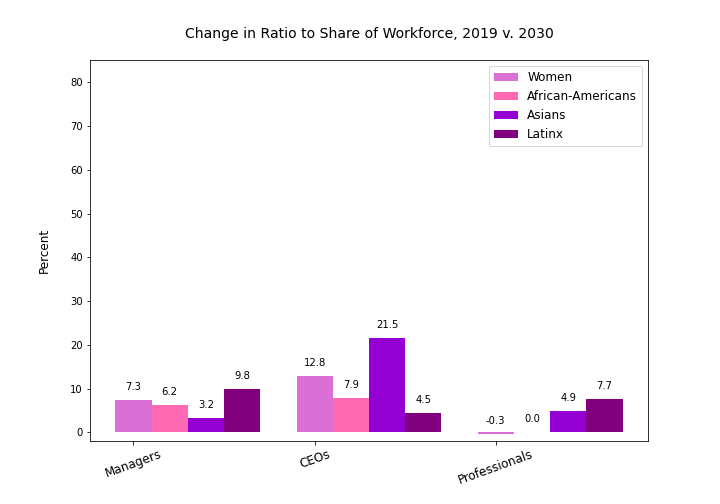 Change in Ratio to Share of Workforce, 2019 v. 2030
Women
African-Americans
Asians
Latinx
Percent
80
70
60
50
40
30
20
10
0
7.3
6.2
3.2
9.8
12.8
7.9
21.5
4.5
-0.3
0.0
4.9
7.7
Managers
CEOs
Professionals